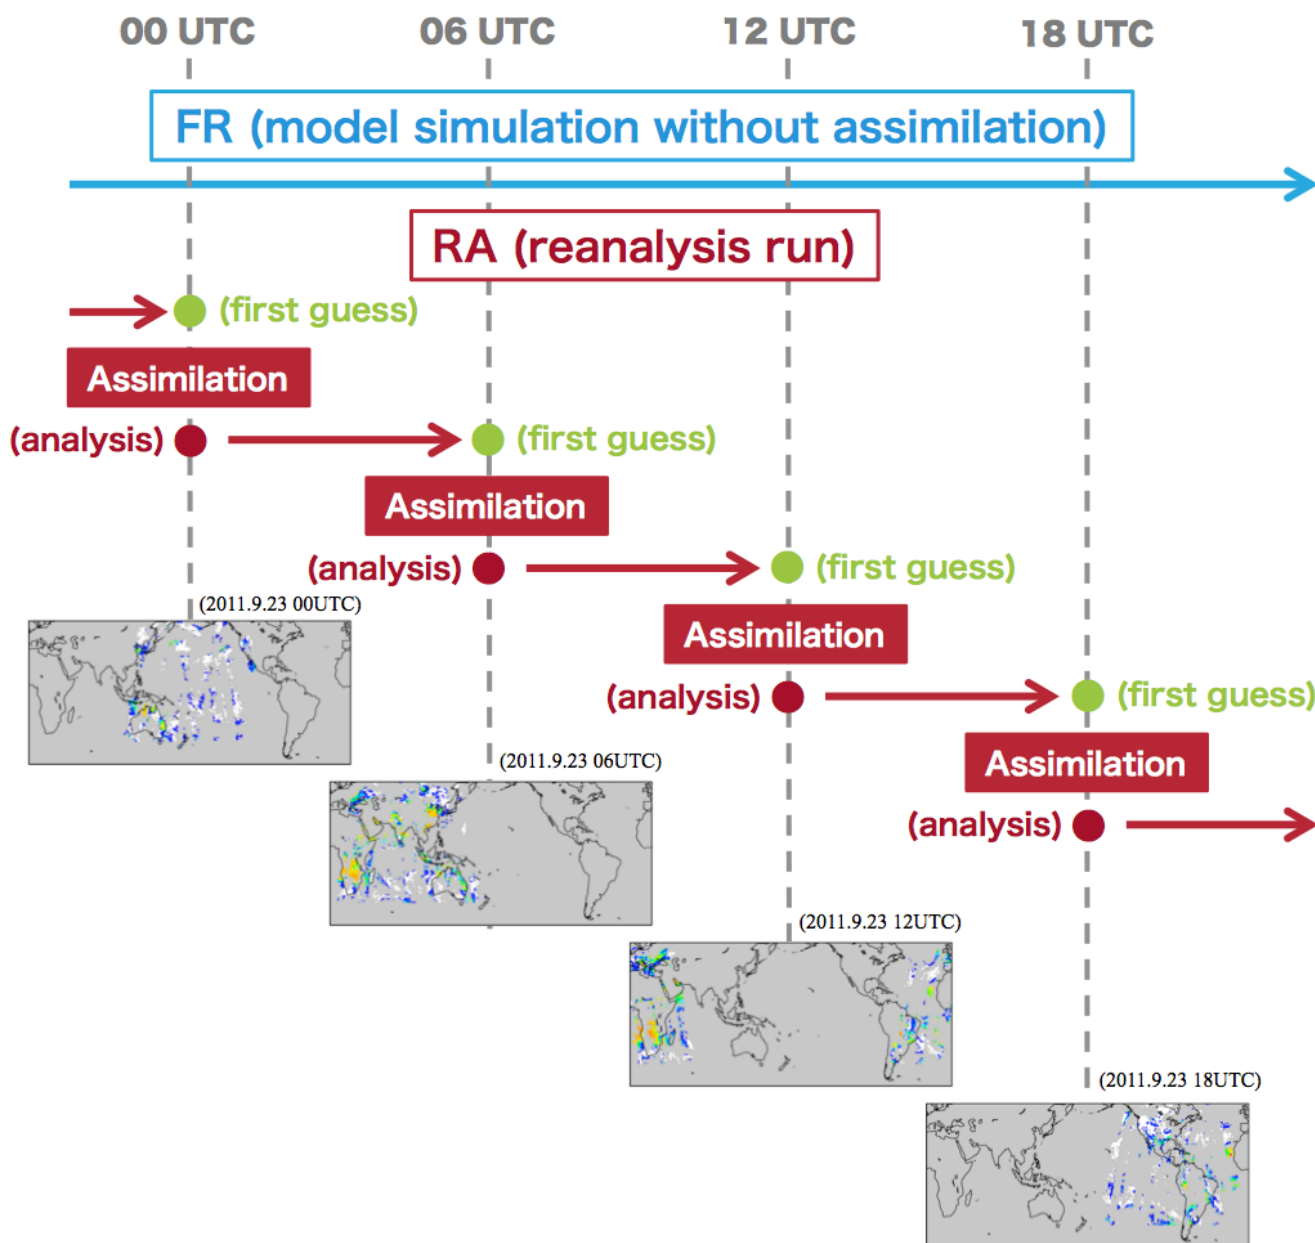 00 UTC
06 UTC
12 UTC
18 UTC
FR (model simulation without assimilation)
RA (reanalysis run)
(first guess)
Assimilation
(analysis)
(first guess)
Assimilation
(analysis)
(first guess)
(2011.9.23 00UTC)
Assimilation
(analysis)
(first guess)
(2011.9.23 06UTC)
Assimilation
(analysis)
(2011.9.23 12UTC)
(2011.9.23 18UTC)